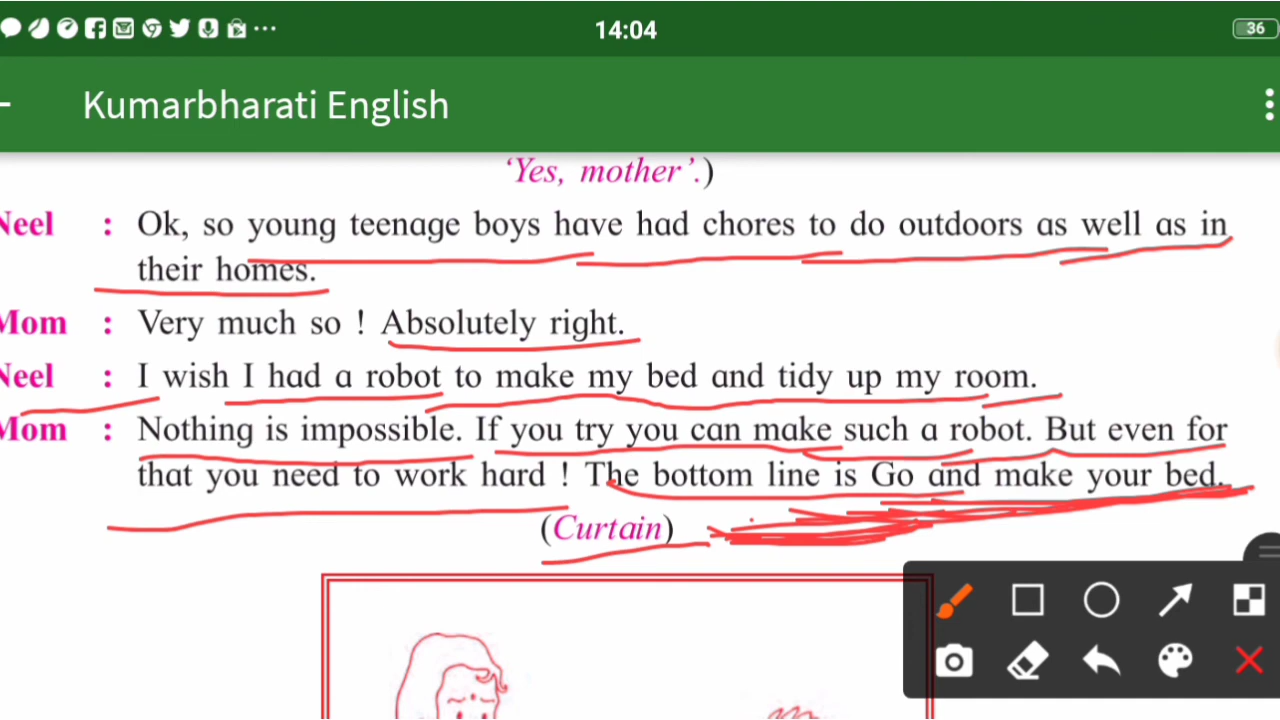 14:04
36
Kumarbharati English
‘Yes, mother’.)
Neel : Ok, so young teenage boys have had chores to do outdoors as well as in
their homes.
Mom : Very much so ! Absolutely right.
Neel : I wish I had a robot to make my bed and tidy up my room.
Mom : Nothing is impossible. If you try you can make such a robot. But even for
that you need to work hard ! The bottom line is Go and make your bed.
(Curtain)